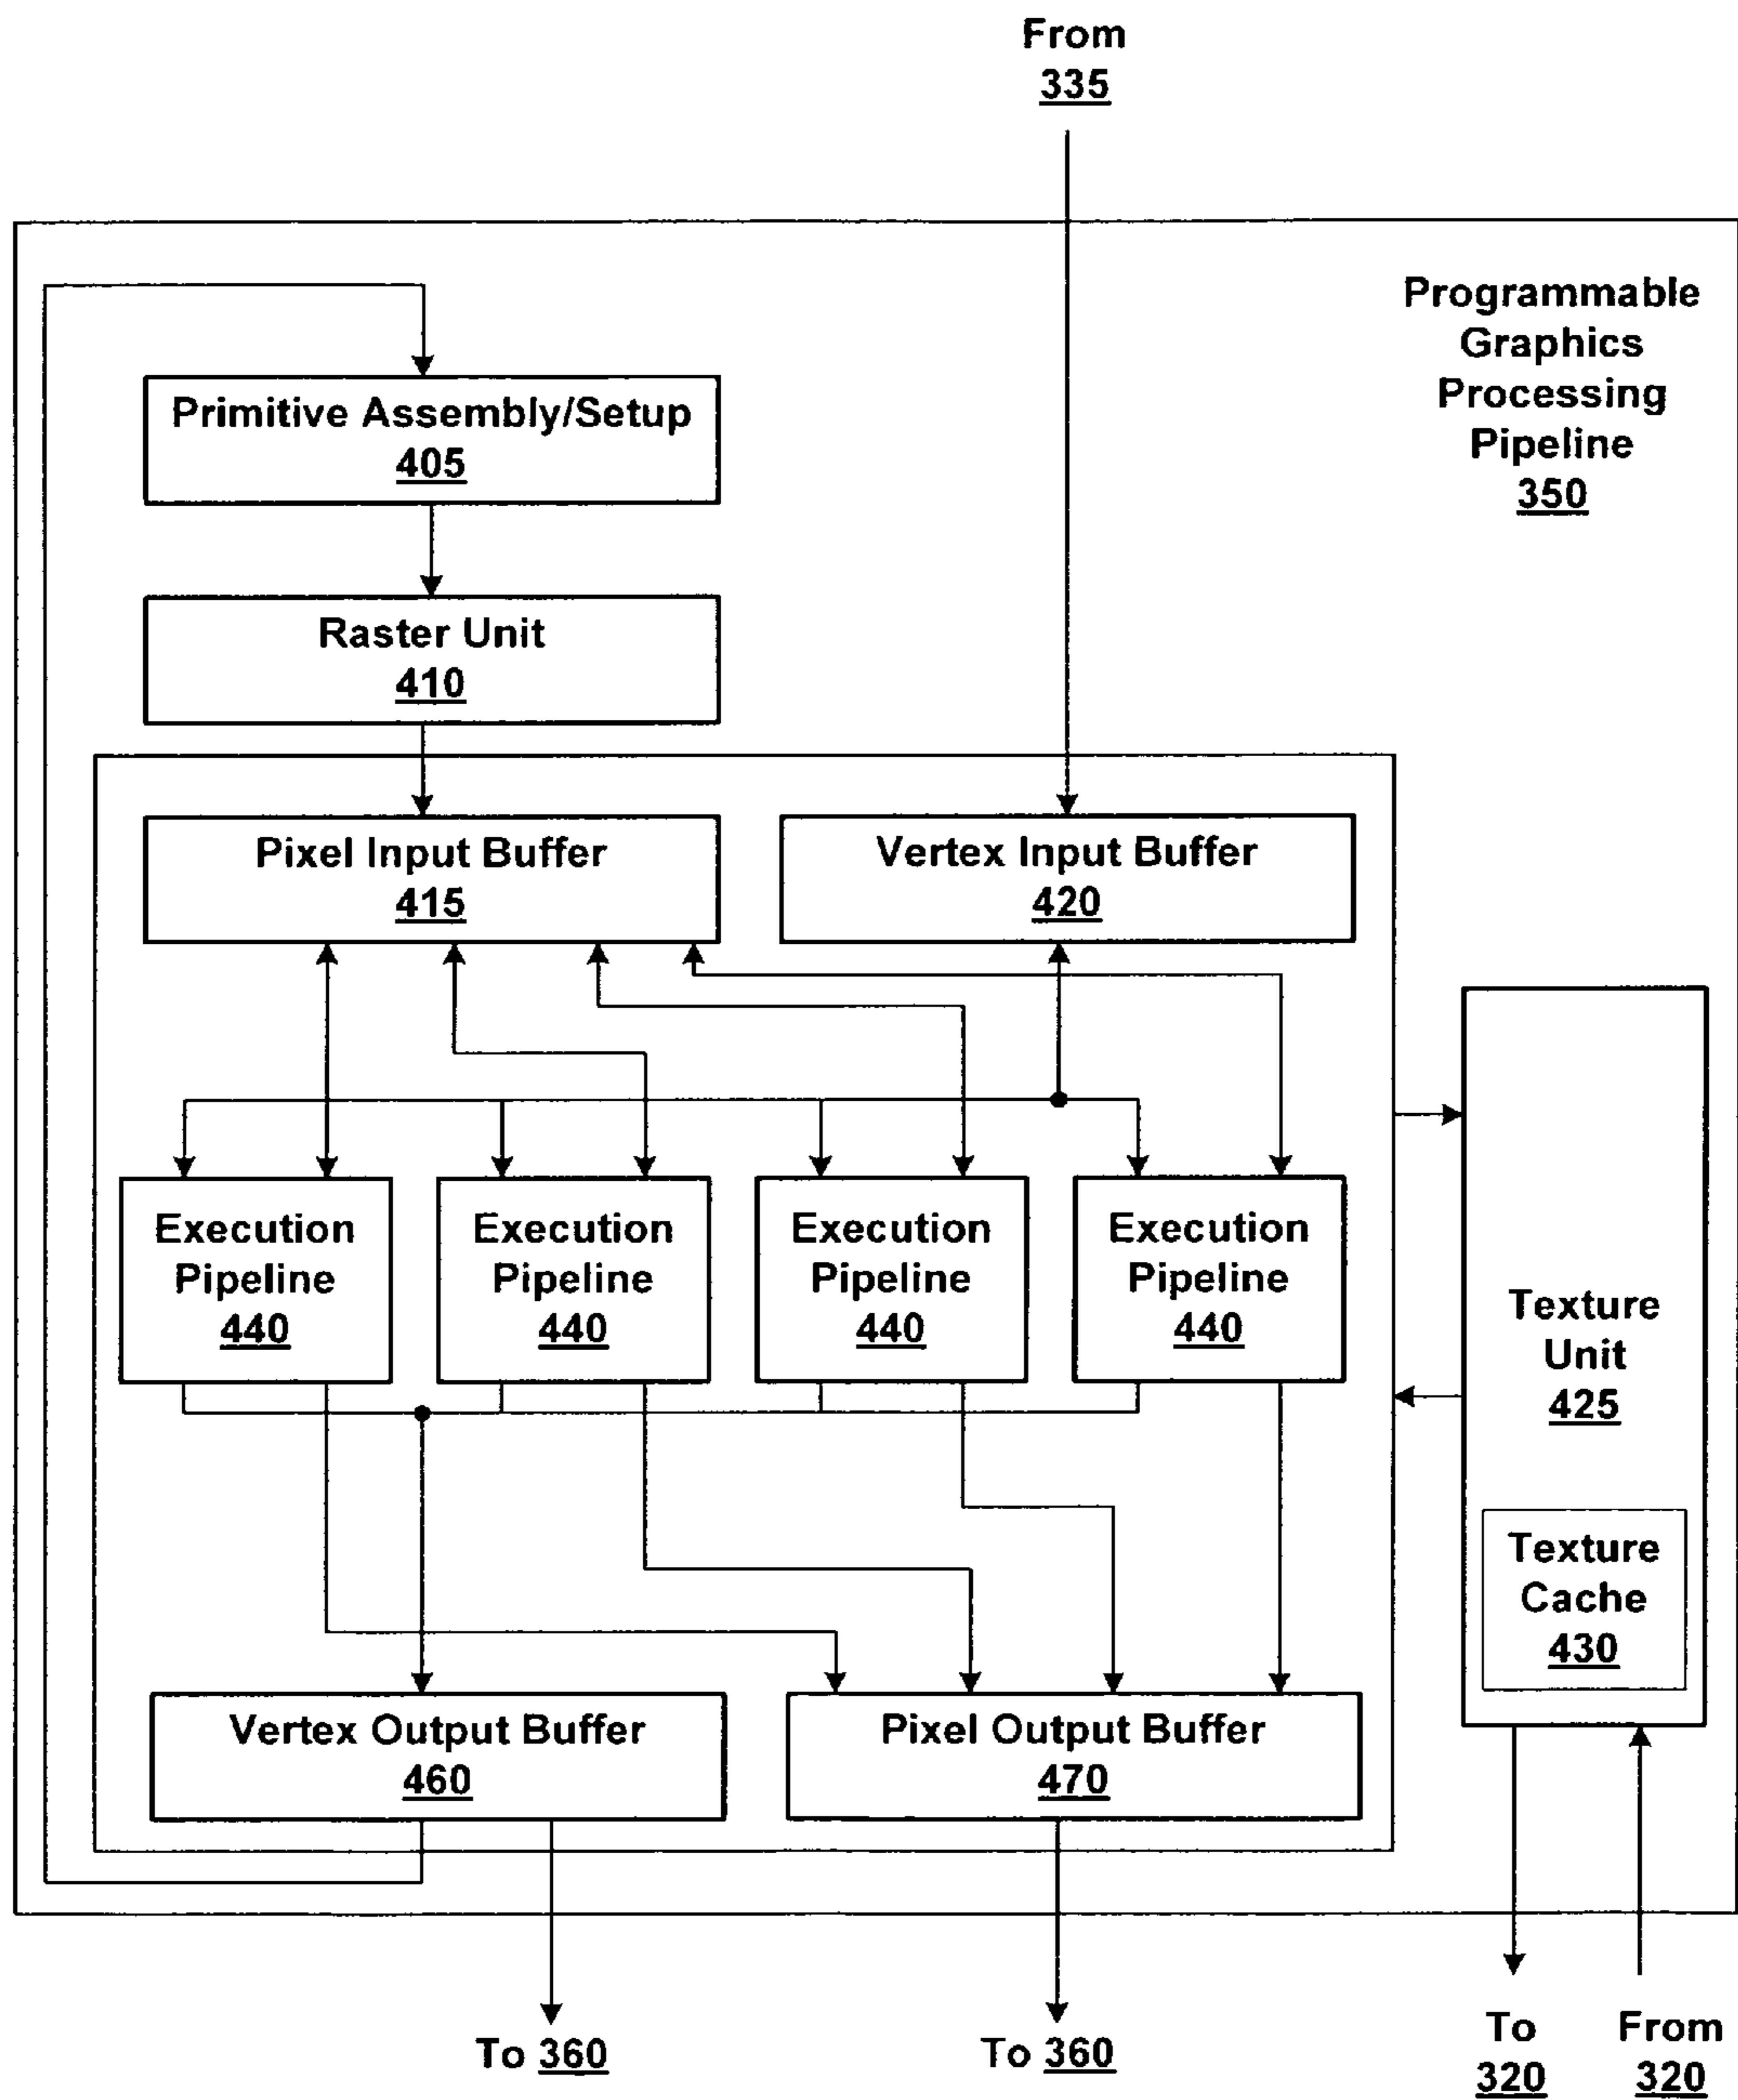 From
335
Programmable
Graphics
Processing
Pipeline
350
Primitive Assembly/Setup
405
Raster Unit
410
Pixel Input Buffer
415
Vertex Input Buffer
420
Execution
Pipeline
440
Execution
Pipeline
440
Execution
Pipeline
440
Execution
Pipeline
440
Texture
Unit
425
Texture
Cache
430
Vertex Output Buffer
460
Pixel Output Buffer
470
To 360
To 360
To
320
From
320